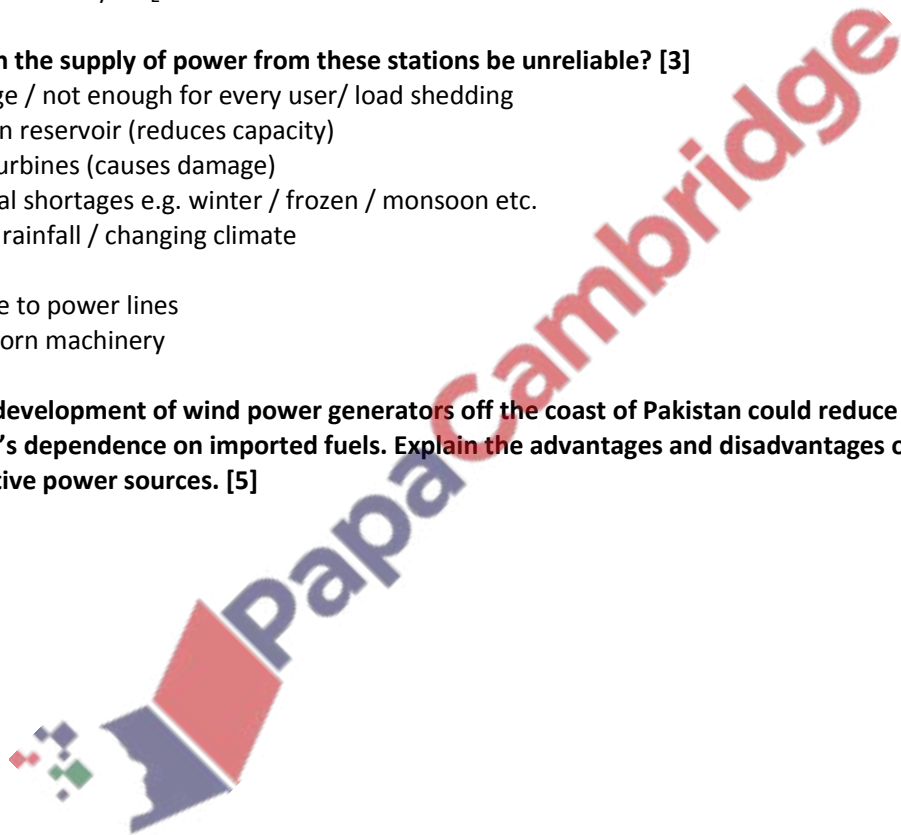 n the supply of power from these stations be unreliable? [3]
ge / not enough for every user/ load shedding
n reservoir (reduces capacity)
urbines (causes damage)
al shortages e.g. winter / frozen / monsoon etc.
rainfall / changing climate
e to power lines
orn machinery
development of wind power generators off the coast of Pakistan could reduce
's dependence on imported fuels. Explain the advantages and disadvantages o
tive power sources. [5]
PapaCambridge